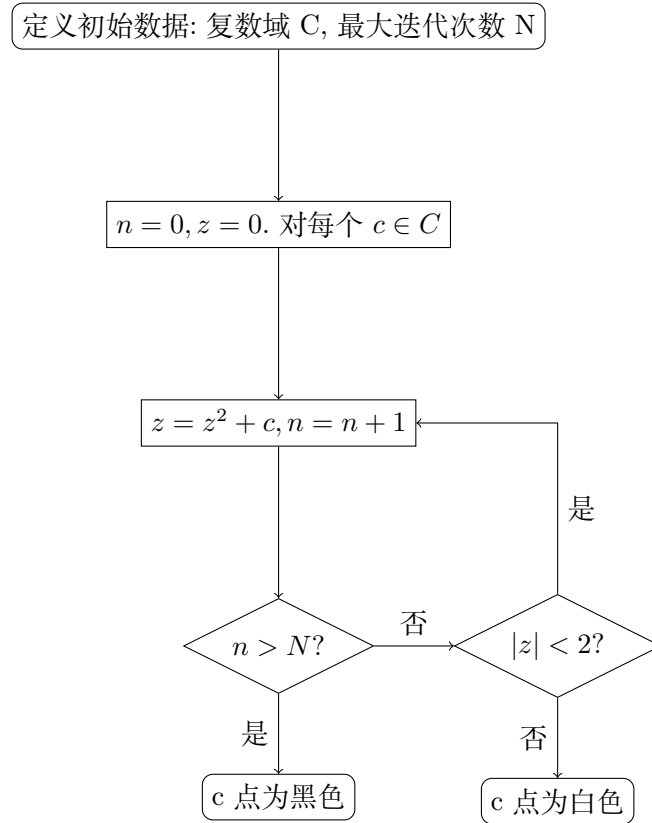 定义初始数据: 复数域 C, 最大迭代次数 N
n = 0, z = 0. 对每个 c ∈ C
z = z² + c, n = n + 1
是
否
n > N?
|z| < 2?
是
否
c 点为黑色
c 点为白色